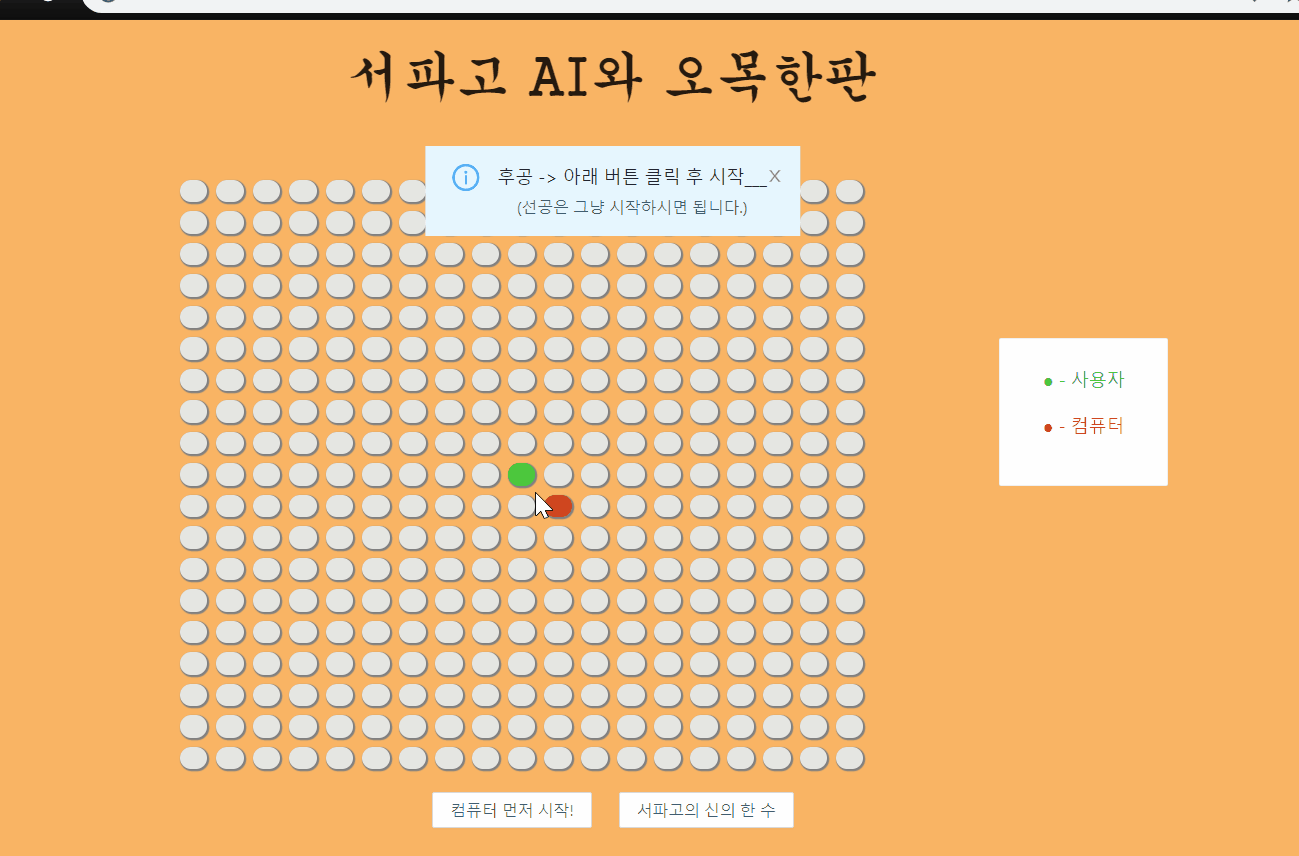 서파고 AI와 오목한판
후공 -> 아래 버튼 클릭 후 시작___X
(선공은 그냥 시작하시면 됩니다.)
- 사용자
- 컴퓨터
컴퓨터 먼저 시작!
서파고의 신의 한 수